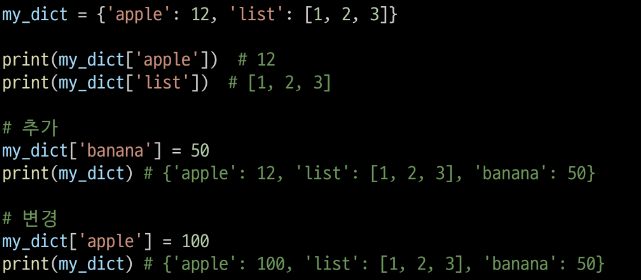 my_dict = {'apple': 12, 'list': [1, 2, 3]}
print(my_dict['apple'])  # 12
print(my_dict['list'])  # [1, 2, 3]
# 추가
my_dict['banana'] = 50
print(my_dict) # {'apple': 12, 'list': [1, 2, 3], 'banana': 50}
# 변경
my_dict['apple'] = 100
print(my_dict) # {'apple': 100, 'list': [1, 2, 3], 'banana': 50}